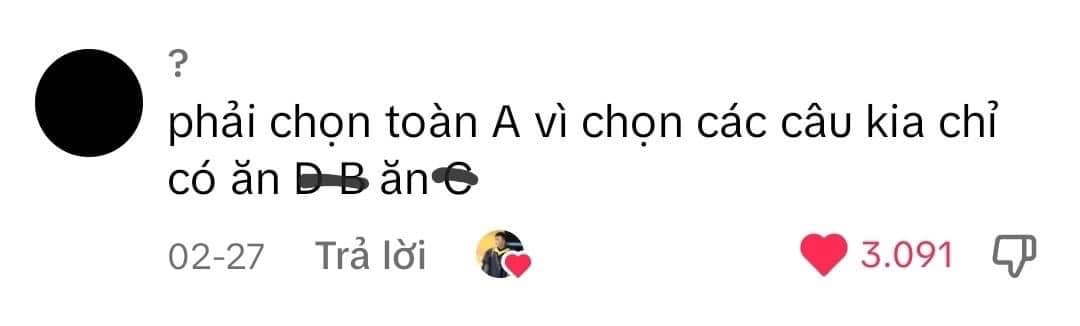 ?
phải chọn toàn A vì chọn các câu kia chỉ
có ăn D B ăn C
02-27 Trả lời 3.091